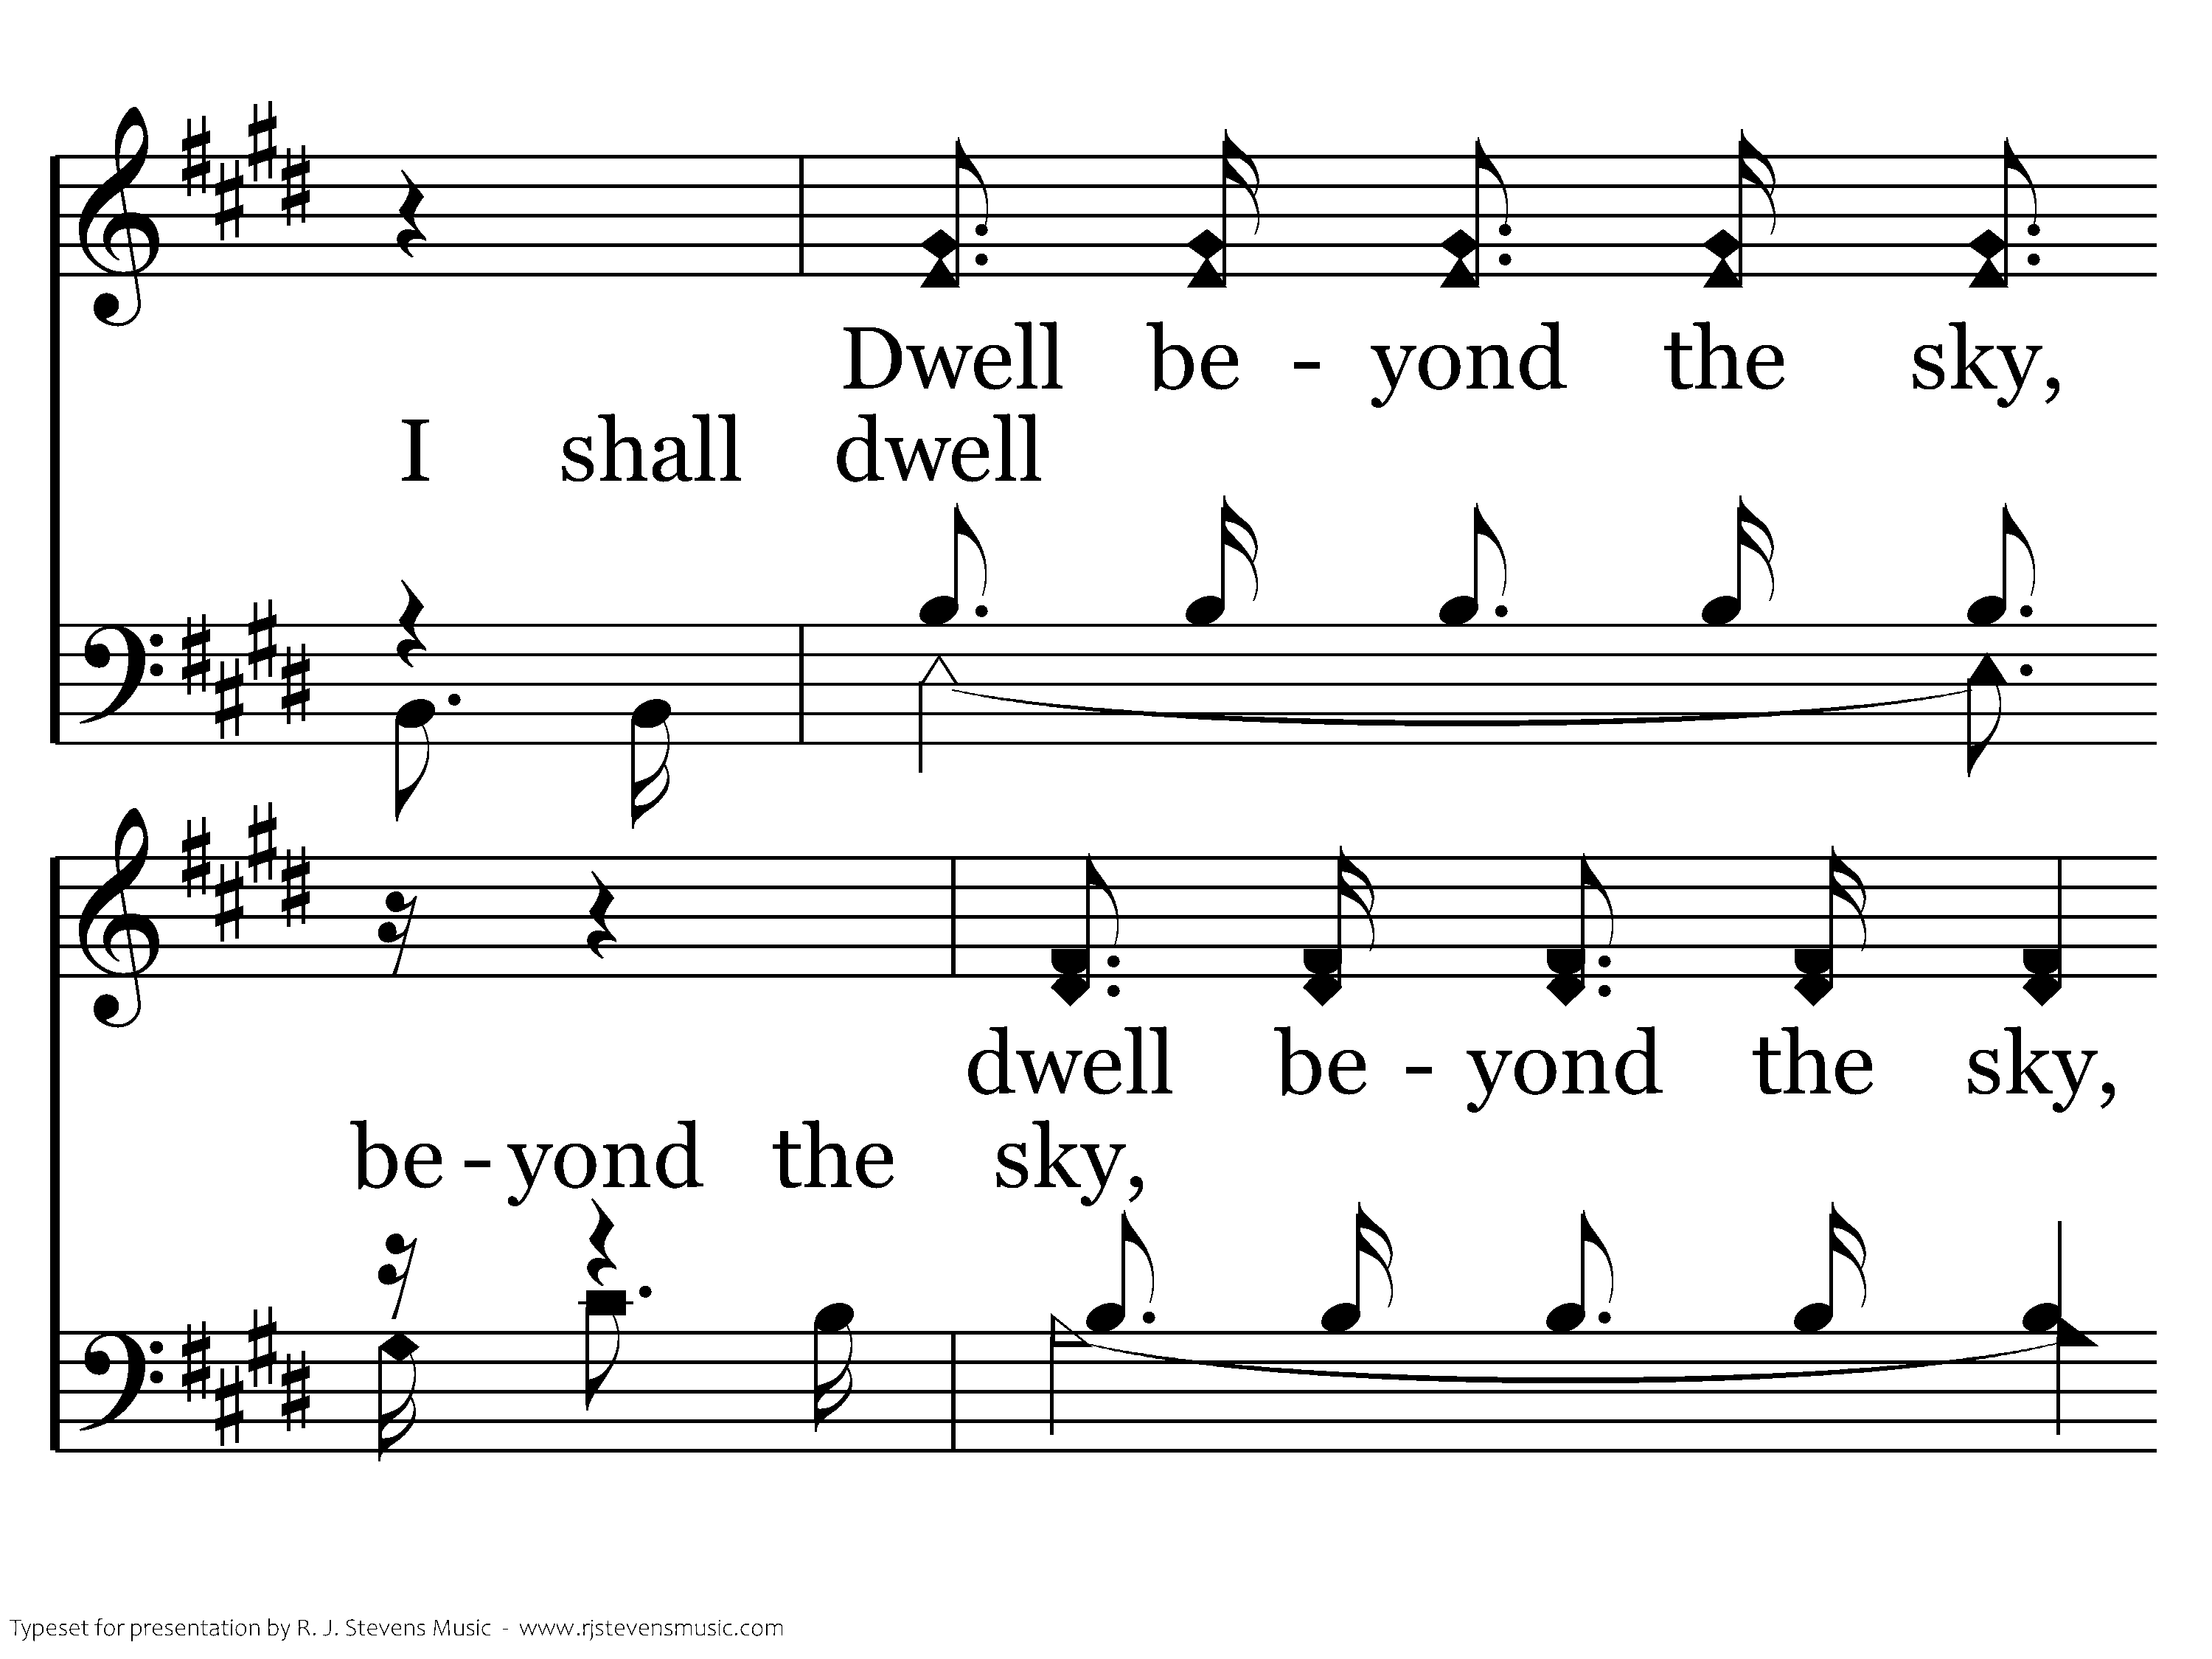 Dwell be - yond the sky,
I shall dwell
dwell be - yond the sky,
be - yond the sky,
Typeset for presentation by R. J. Stevens Music - www.rjstevensmusic.com